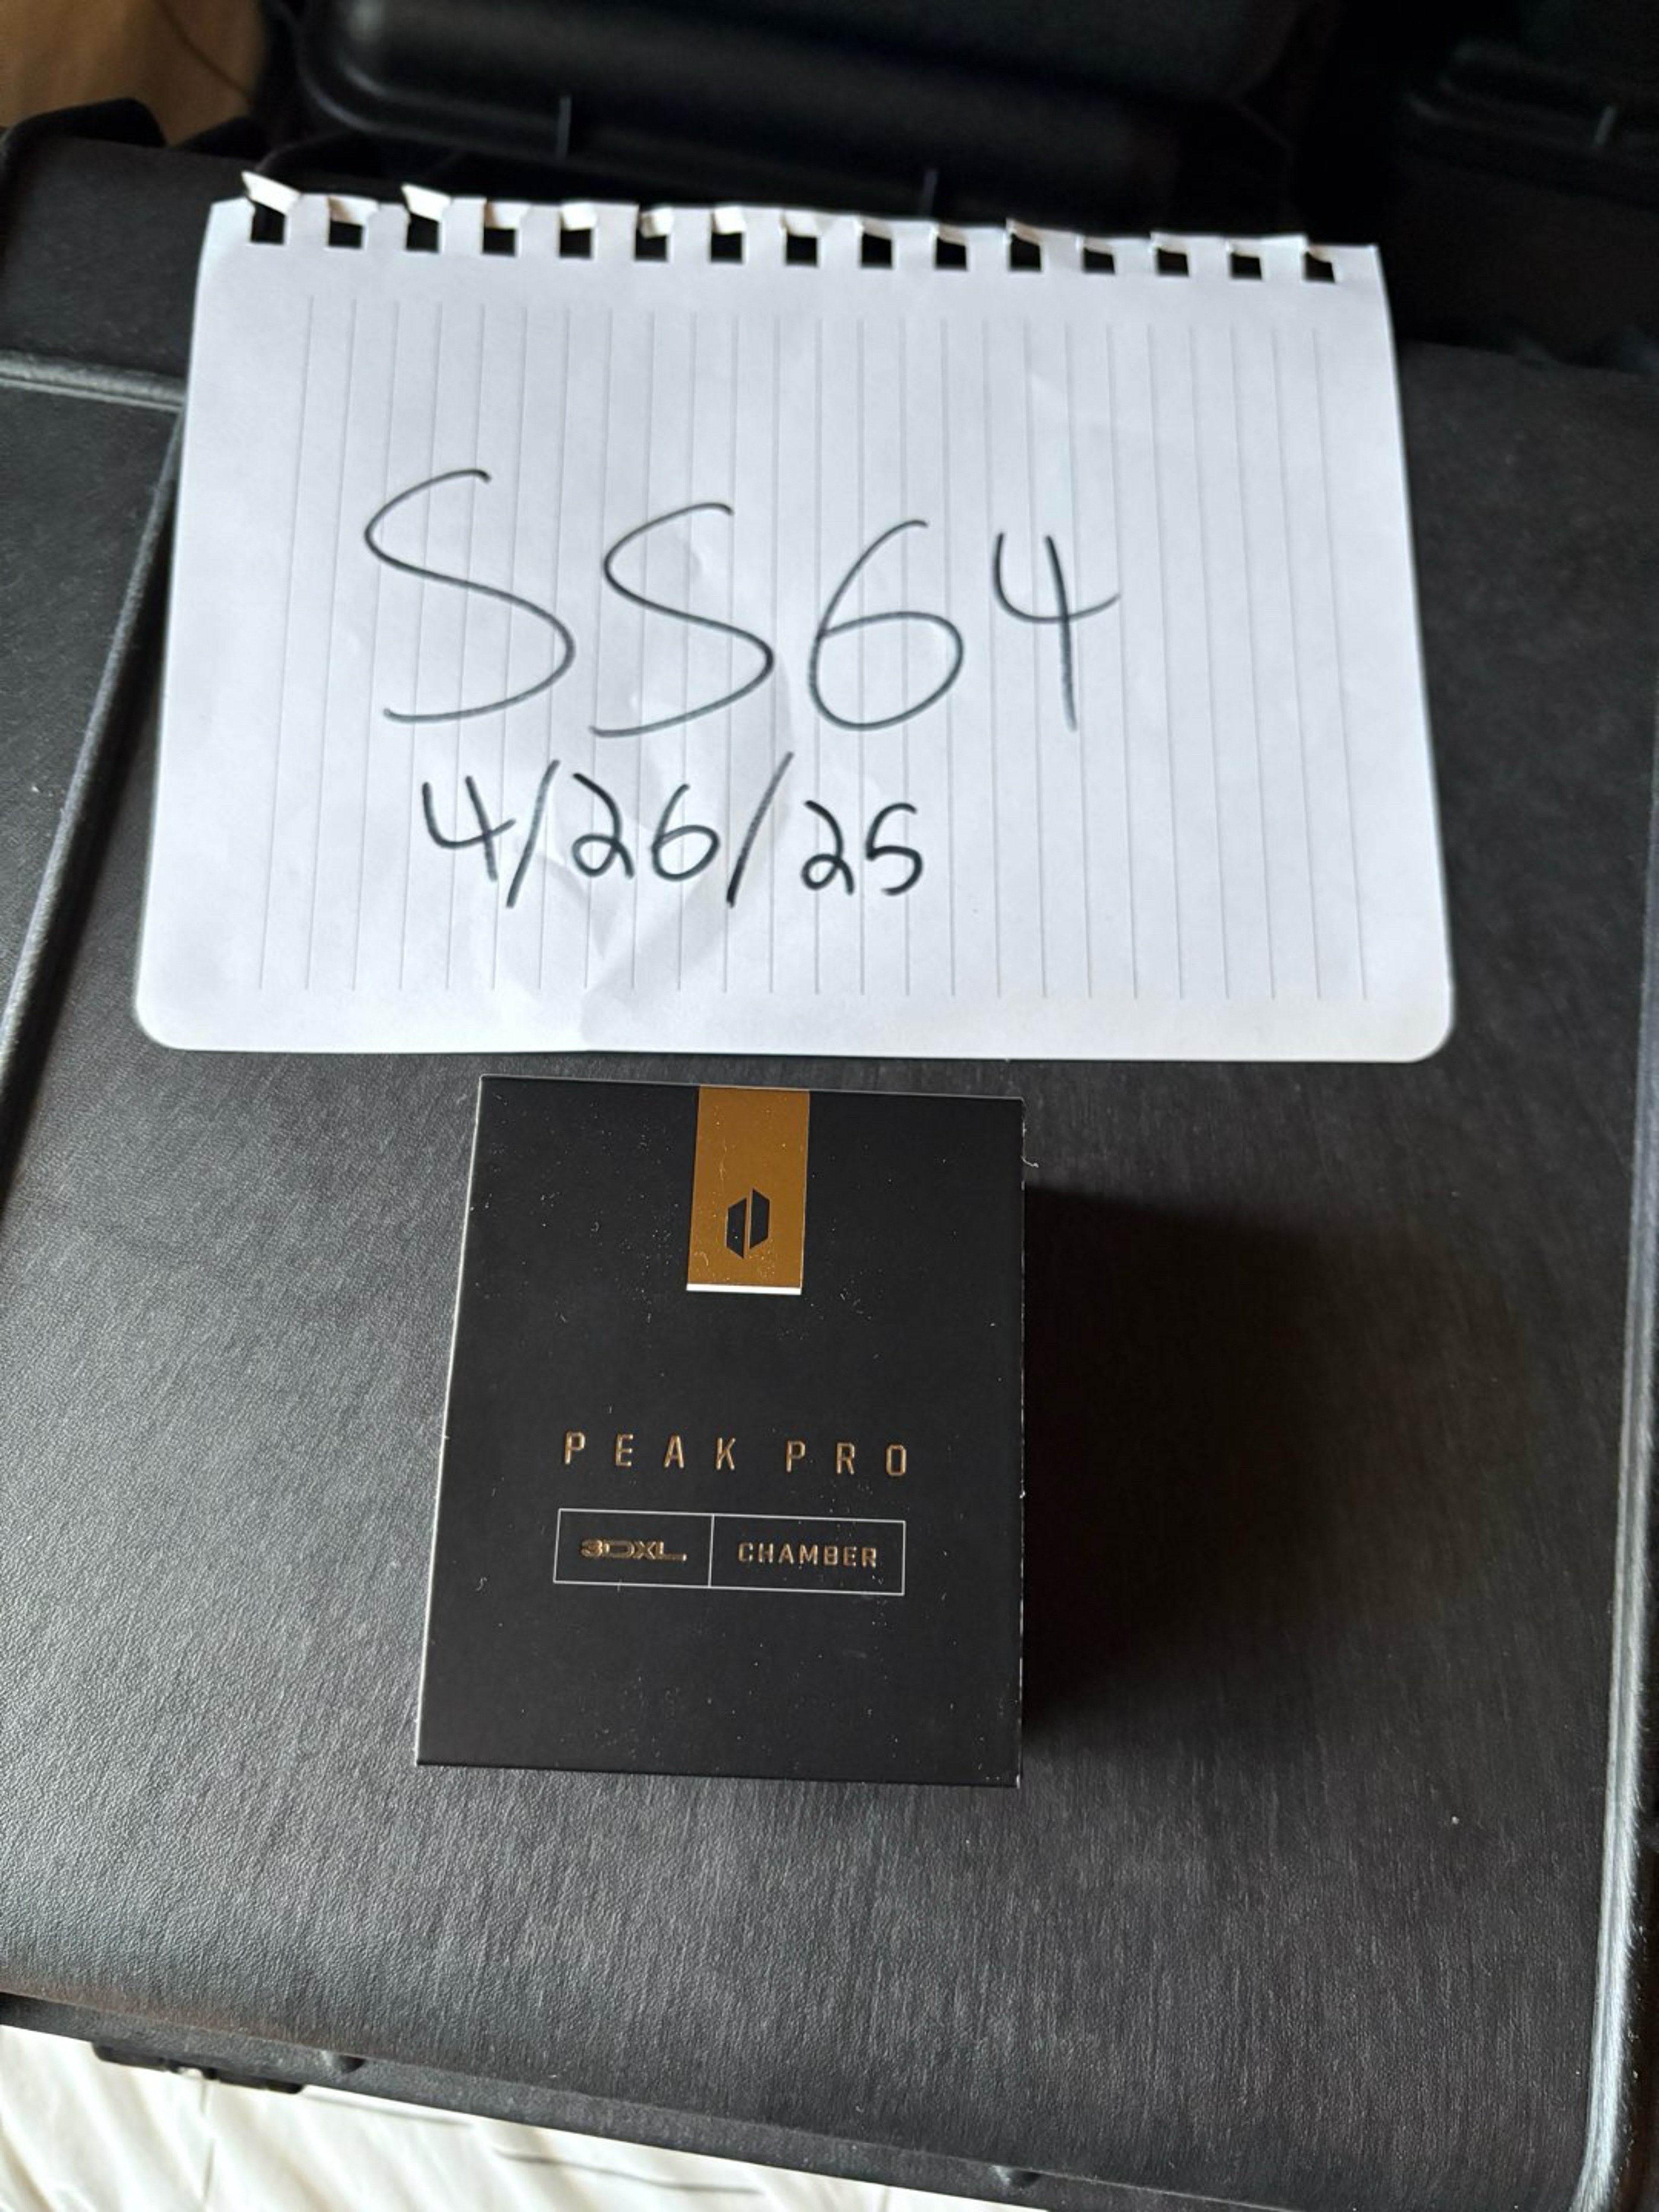 SS64
4/26/25
PEAK PRO
3DXL CHAMBER